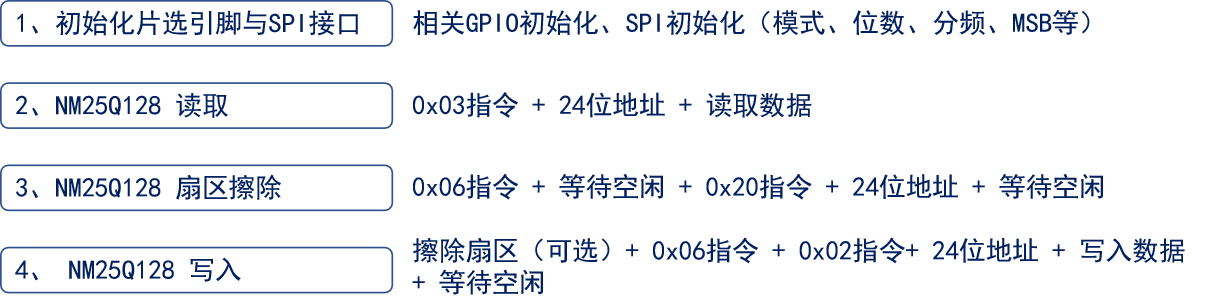 1、初始化片选引脚与SPI接口 相关GPIO初始化、SPI初始化（模式、位数、分频、MSB等）
2、NM25Q128 读取 0x03指令 + 24位地址 + 读取数据
3、NM25Q128 扇区擦除 0x06指令 + 等待空闲 + 0x20指令 + 24位地址 + 等待空闲
4、 NM25Q128 写入 擦除扇区（可选）+ 0x06指令 + 0x02指令+ 24位地址 + 写入数据
+ 等待空闲